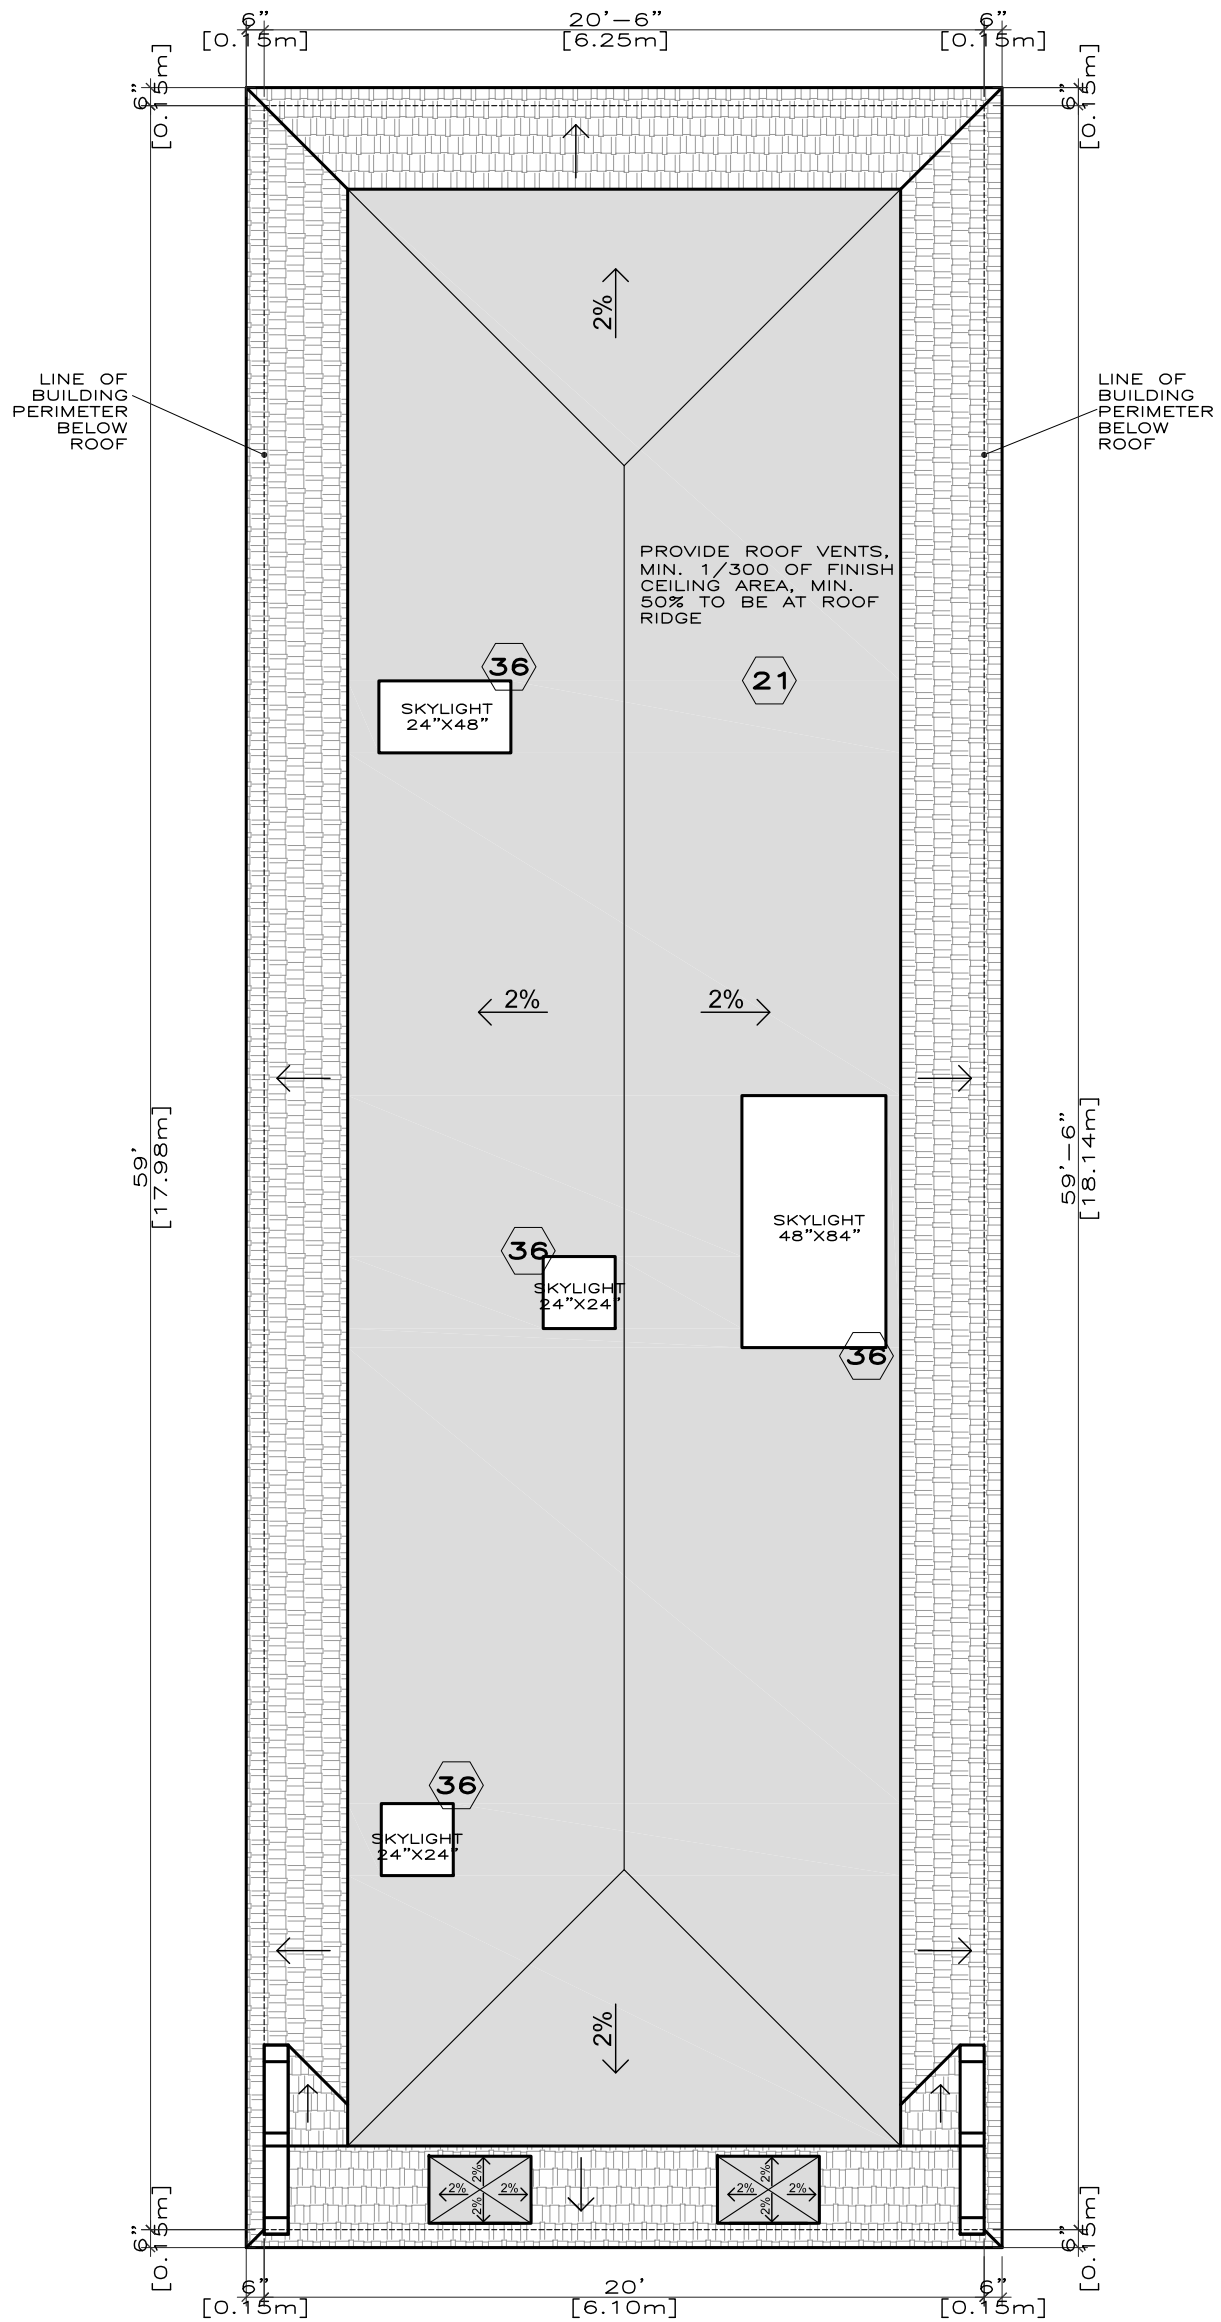 6" 20'-6" 6"
[0.15m] [6.25m] [0.15m]
6"
[0.15m]
6"
[0.15m]
2%
LINE OF
BUILDING
PERIMETER
BELOW
ROOF
LINE OF
BUILDING
PERIMETER
BELOW
ROOF
PROVIDE ROOF VENTS,
MIN. 1/300 OF FINISH
CEILING AREA, MIN.
50% TO BE AT ROOF
RIDGE
36
21
SKYLIGHT
24"X48"
2% 2%
59'
[17.98m]
59'-6"
[18.14m]
SKYLIGHT
48"X84"
36
SKYLIGHT
24"X24'
36
36
SKYLIGHT
24"X24"
2%
2%
2% 2%
2%
2%
2% 2%
2%
6"
[0.15m]
6"
[0.15m]
6" 20' 6"
[0.15m] [6.10m] [0.15m]